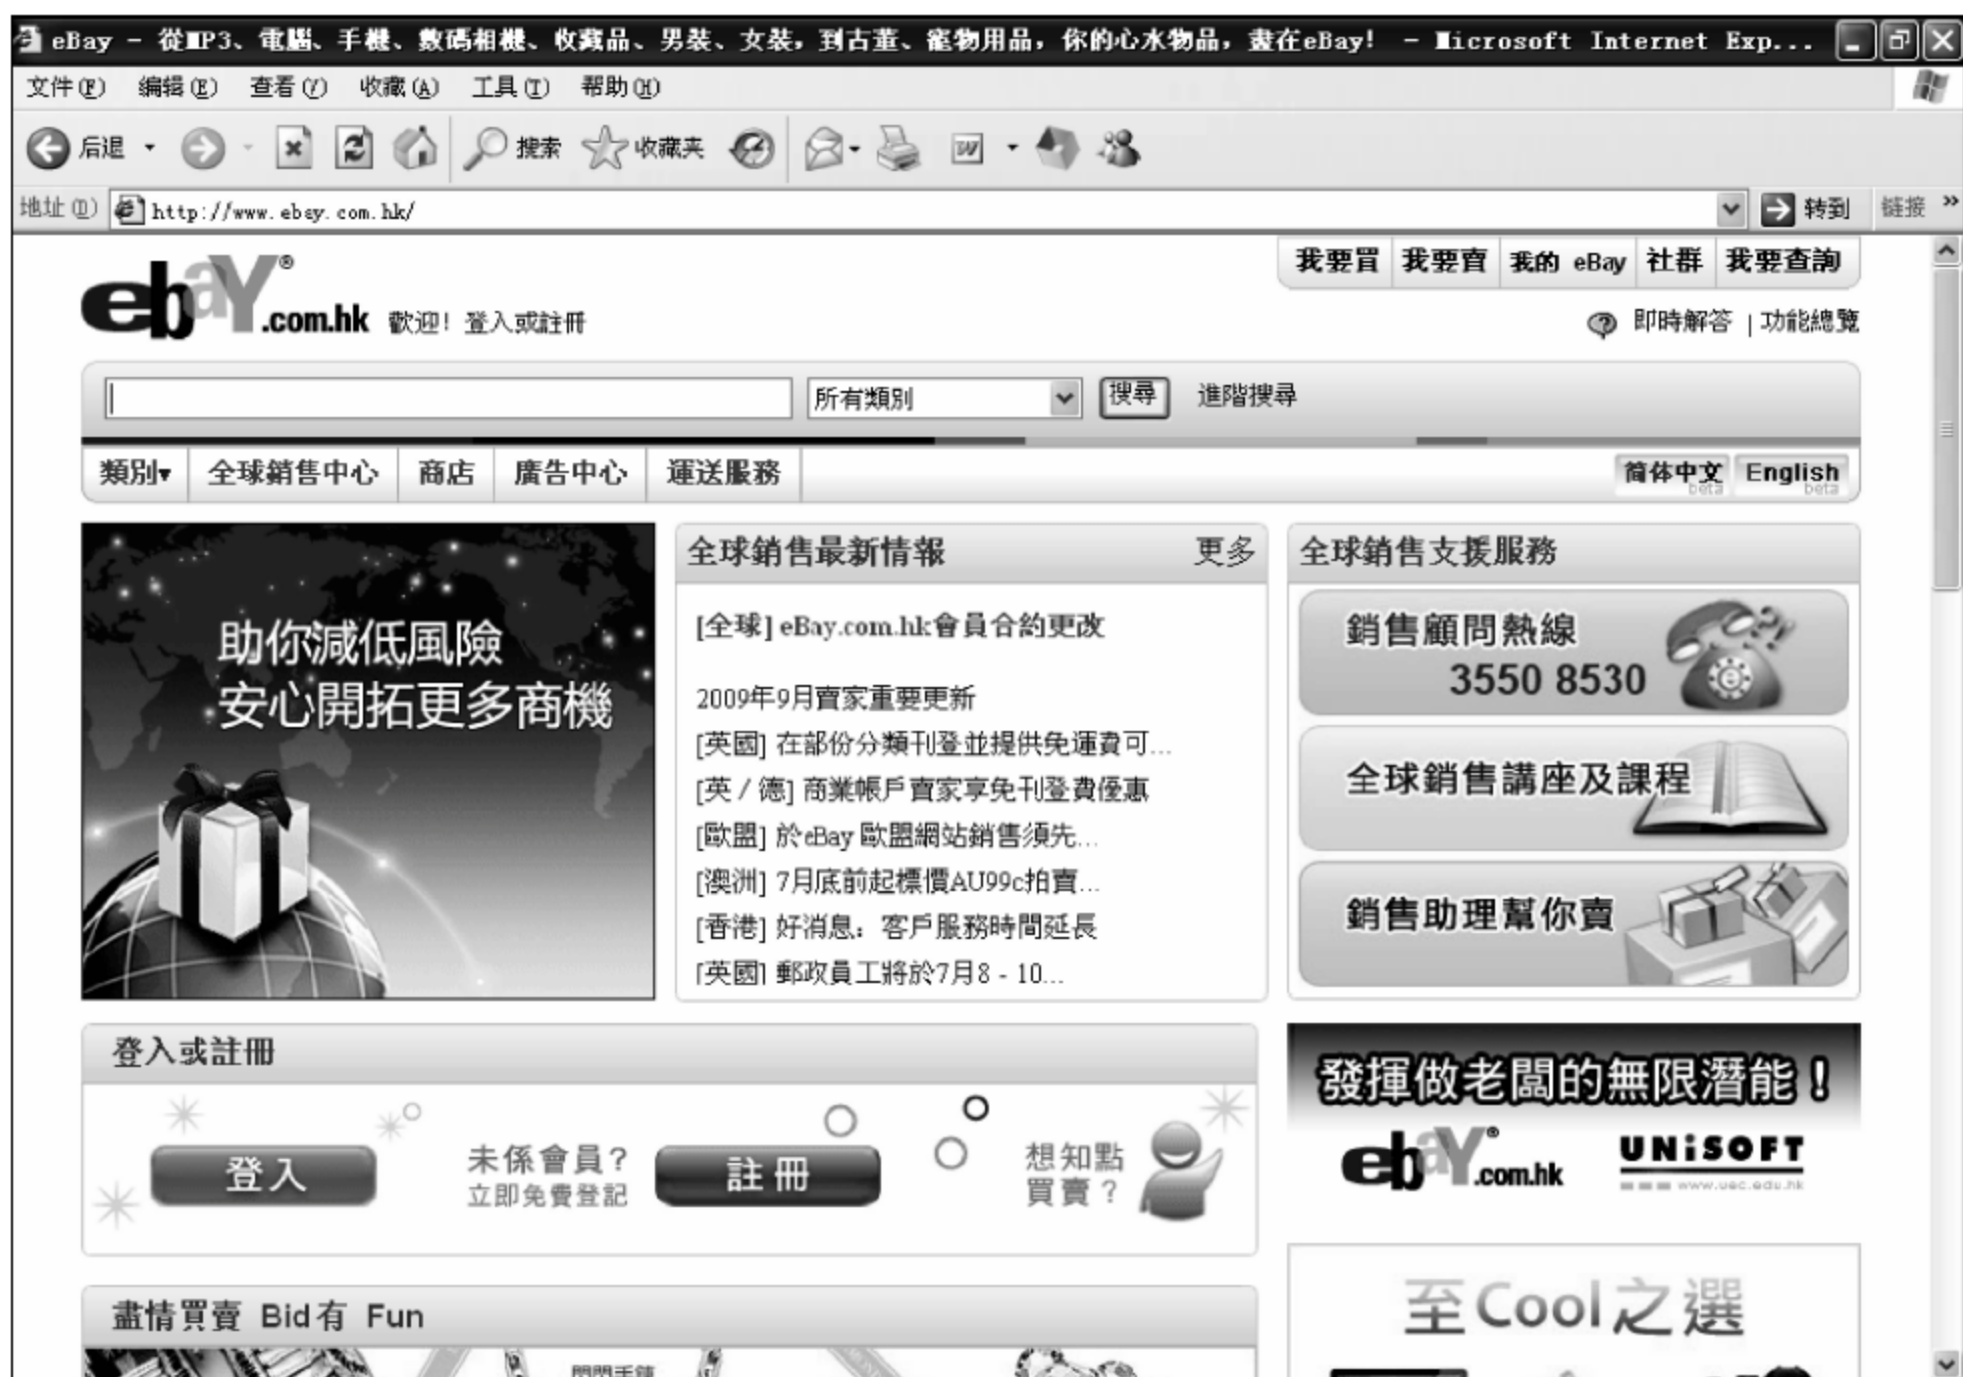 eBay - 從MP3、電腦、手機、數碼相機、收藏品、男裝、女裝，到古董、寵物用品，你的心水物品，盡在eBay! - Microsoft Internet Exp...
文件(F) 编辑(E) 查看(V) 收藏(A) 工具(T) 帮助(H)
后退 搜索 收藏夹
地址(D) http://www.ebay.com.hk/ 转到 链接 »
我要買 我要賣 我的 eBay 社群 我要查詢
ebaY® .com.hk 歡迎! 登入或註冊
即時解答 | 功能總覽
所有類別 搜尋 進階搜尋
類別▾ 全球銷售中心 商店 廣告中心 運送服務 简体中文 beta English beta
助你減低風險
安心開拓更多商機
全球銷售最新情報 更多
[全球] eBay.com.hk會員合約更改
2009年9月賣家重要更新
[英國] 在部份分類刊登並提供免運費可...
[英 / 德] 商業帳戶賣家享免刊登費優惠
[歐盟] 於eBay 歐盟網站銷售須先...
[澳洲] 7月底前起標價AU99c拍賣...
[香港] 好消息：客戶服務時間延長
[英國] 郵政員工將於7月8 - 10...
全球銷售支援服務
銷售顧問熱線
3550 8530
全球銷售講座及課程
銷售助理幫你賣
登入或註冊
登入
未係會員？
立即免費登記
註冊
想知點
買賣？
發揮做老闆的無限潛能！
ebaY® .com.hk
UNiSOFT
www.uec.edu.hk
盡情買賣 Bid有 Fun
至Cool之選